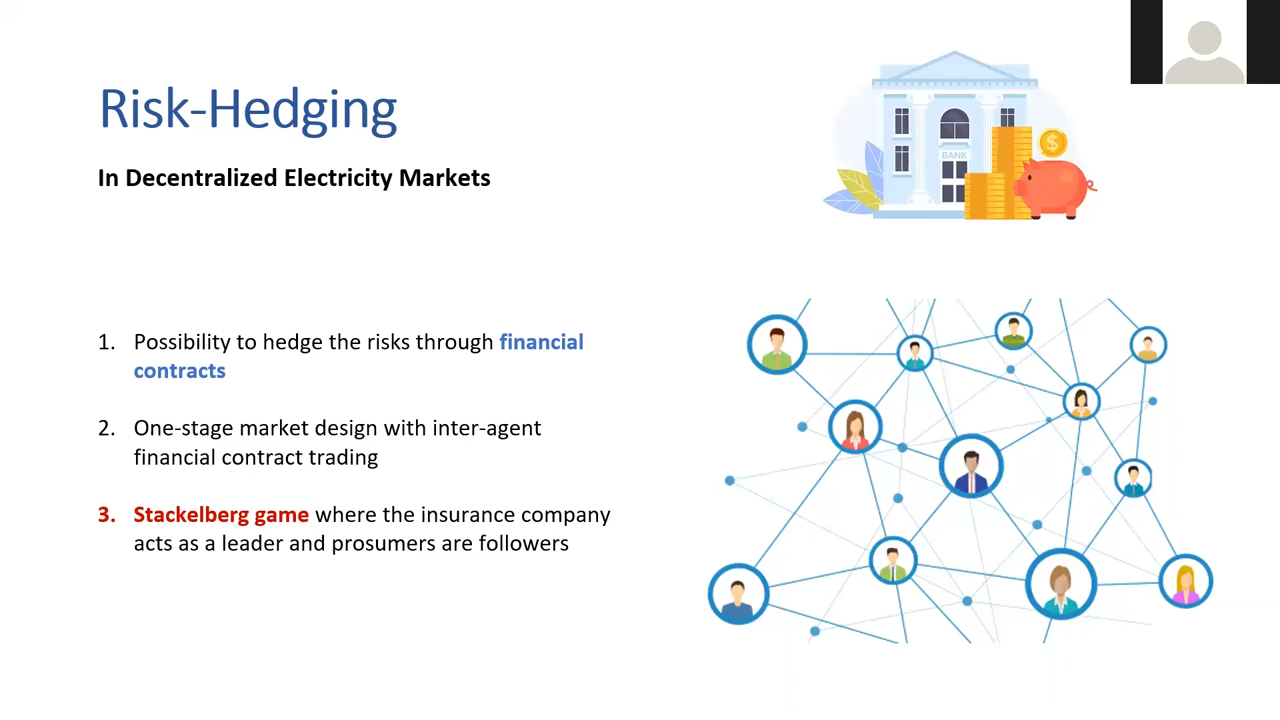 Risk-Hedging
In Decentralized Electricity Markets
BANK
$
1. Possibility to hedge the risks through financial
contracts
2. One-stage market design with inter-agent
financial contract trading
3. Stackelberg game where the insurance company
acts as a leader and prosumers are followers